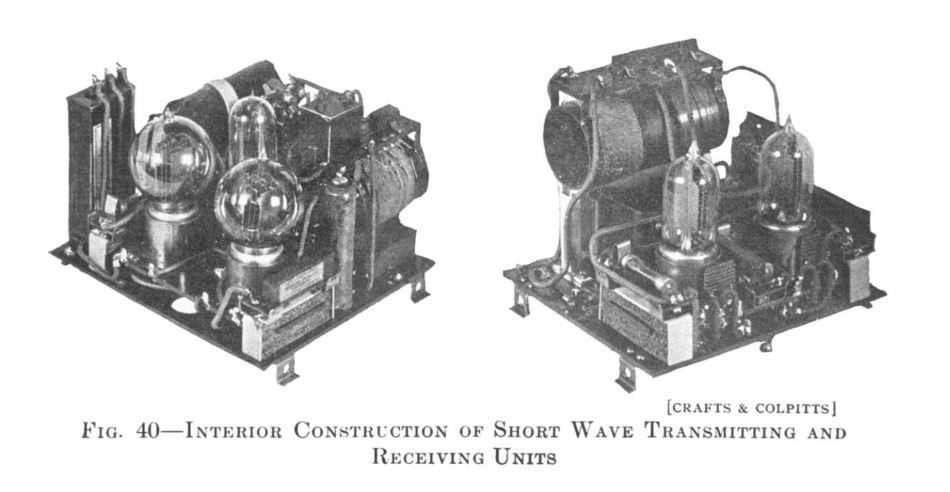 [CRAFTS & COLPITTS]
FIG. 40—INTERIOR CONSTRUCTION OF SHORT WAVE TRANSMITTING AND
RECEIVING UNITS